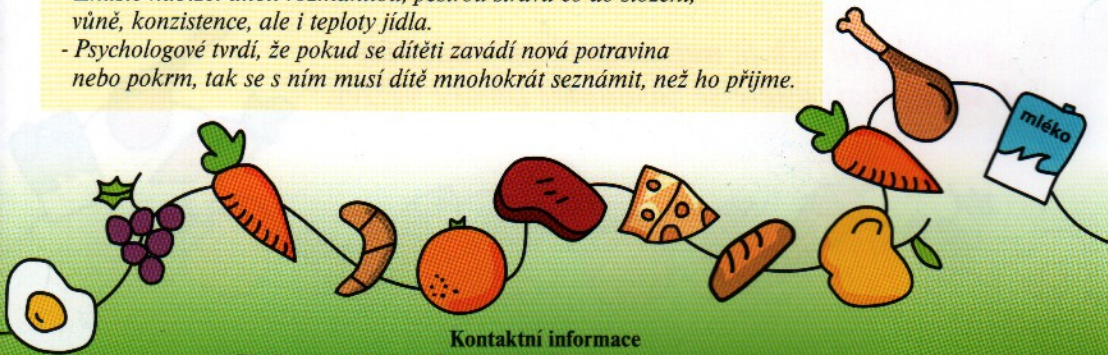 vůně, konzistence, ale i teploty jídla.
- Psychologové tvrdí, že pokud se dítěti zavádí nová potravina
nebo pokrm, tak se s ním musí dítě mnohokrát seznámit, než ho přijme.
mléko
Kontaktní informace